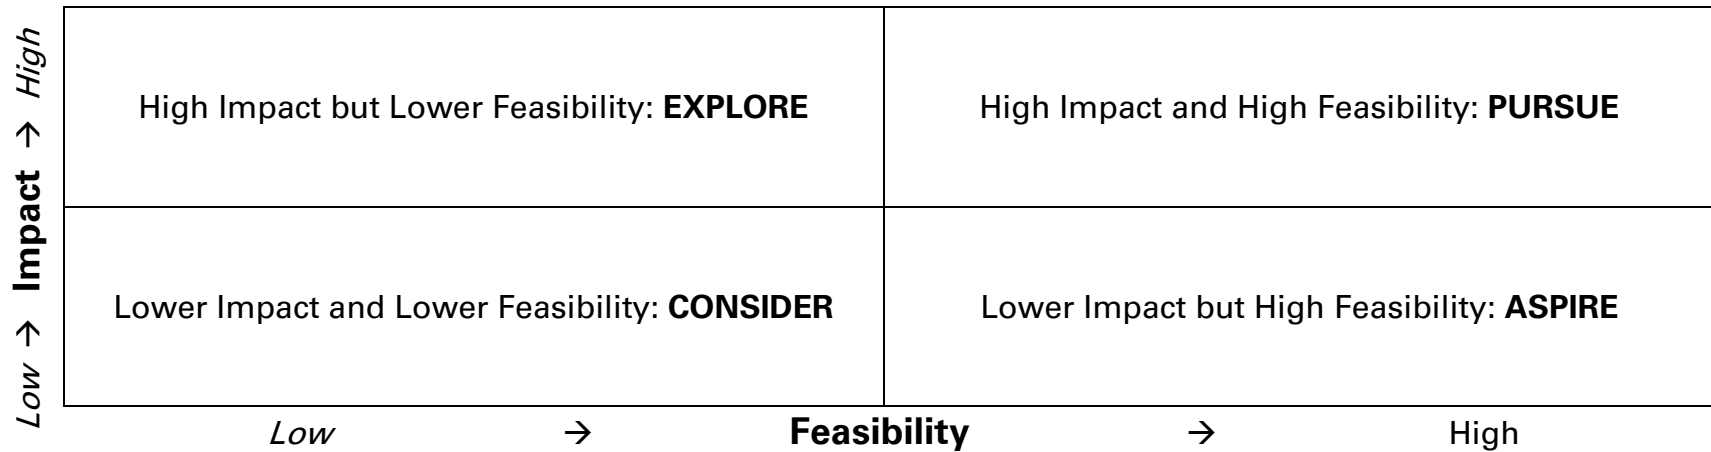 High Impact but Lower Feasibility: EXPLORE
High Impact and High Feasibility: PURSUE
Low → Impact → High
Lower Impact and Lower Feasibility: CONSIDER
Lower Impact but High Feasibility: ASPIRE
Low → Feasibility → High